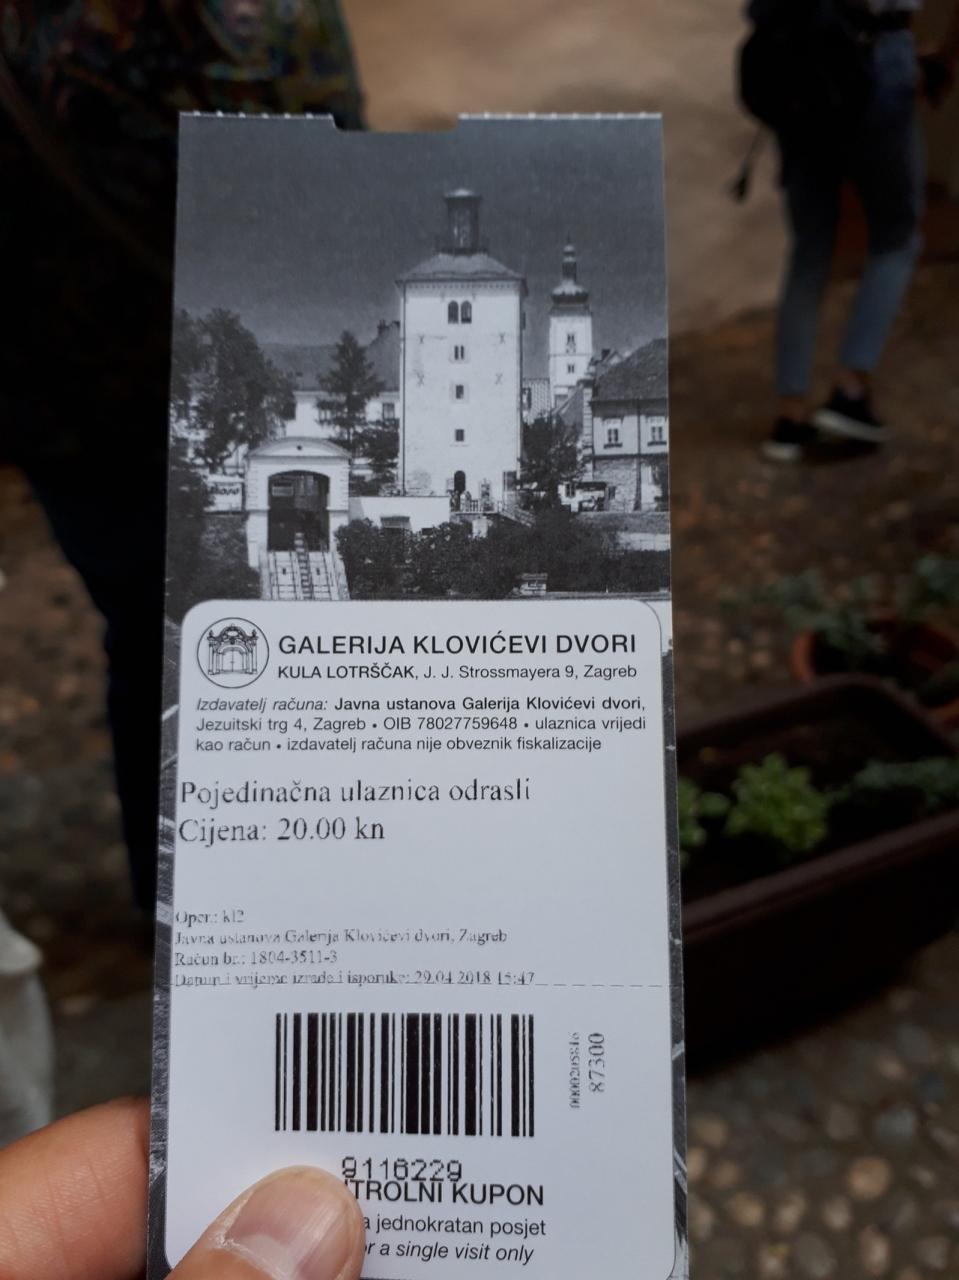 GALERIJA KLOVIĆEVI DVORI
KULA LOTRŠČAK, J. J. Strossmayera 9, Zagreb
Izdavatelj računa: Javna ustanova Galerija Klovićevi dvori,
Jezuitski trg 4, Zagreb • OIB 78027759648 • ulaznica vrijedi
kao račun • izdavatelj računa nije obveznik fiskalizacije
Pojedinačna ulaznica odrasli
Cijena: 20.00 kn
Oper.: kl2
Javna ustanova Galerija Klovićevi dvori, Zagreb
Račun br.: 1804-3511-3
Datum i vrijeme izrade i isporuke: 29.04.2018 15:47
87300
9116229
TROLNI KUPON
a jednokratan posjet
r a single visit only